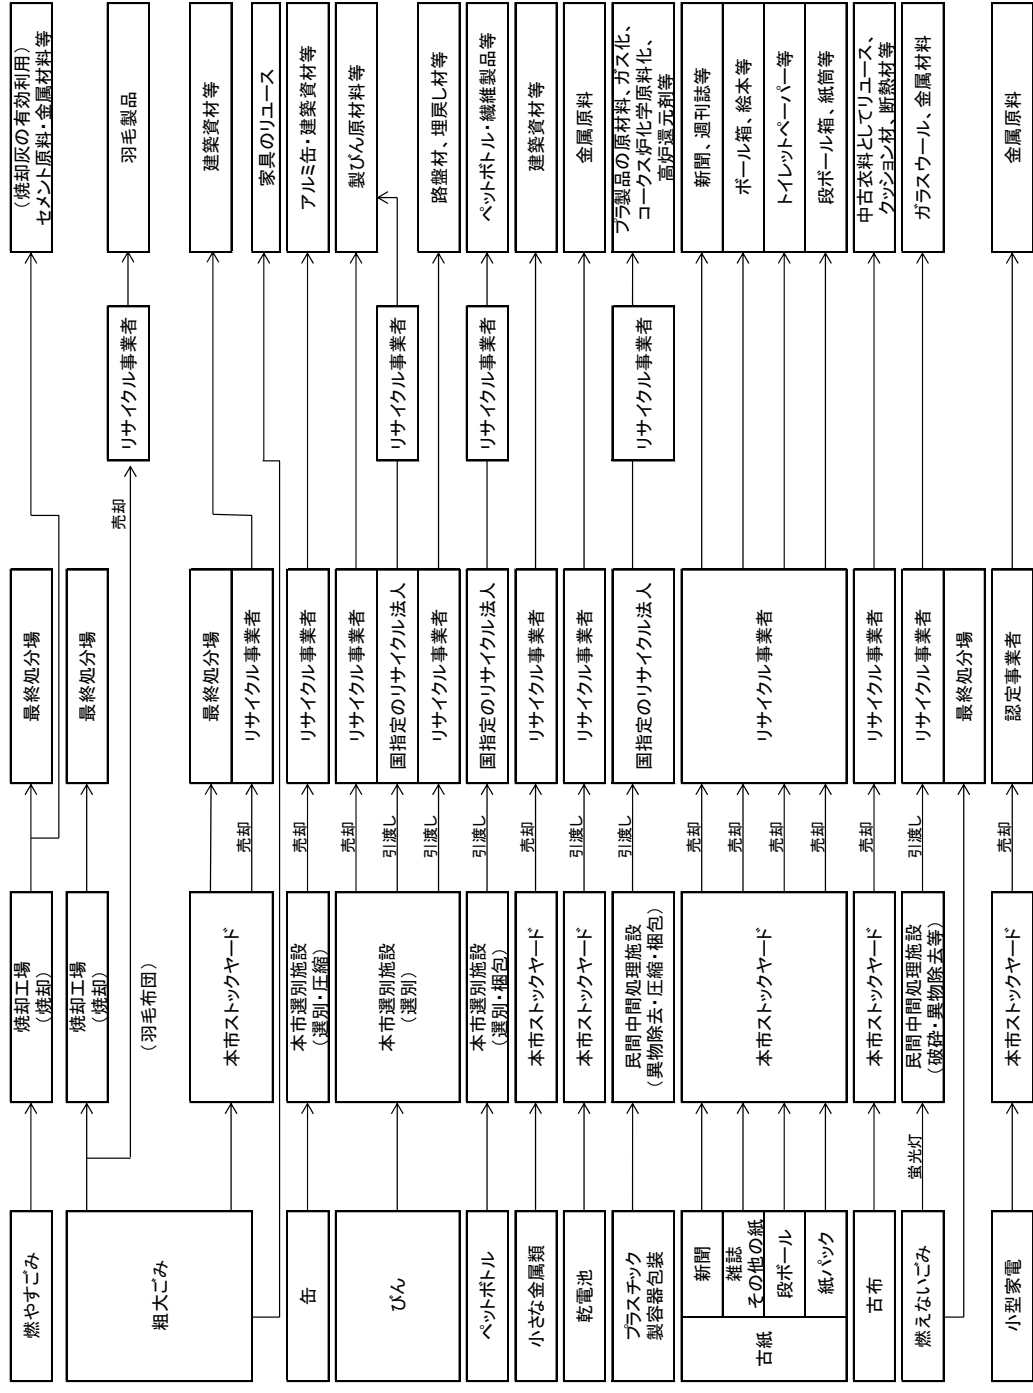 燃やすごみ
焼却工場
(焼却)
最終処分場
(焼却灰の有効利用)
セメント原料・金属材料等
粗大ごみ
焼却工場
(焼却)
最終処分場
(羽毛布団)
売却
リサイクル事業者
羽毛製品
本市ストックヤード
最終処分場
売却
リサイクル事業者
建築資材等
家具のリユース
缶
本市選別施設
(選別・圧縮)
売却
リサイクル事業者
アルミ缶・建築資材等
びん
本市選別施設
(選別)
売却
リサイクル事業者
製びん原材料等
引渡し
国指定のリサイクル法人
リサイクル事業者
引渡し
リサイクル事業者
路盤材、埋戻し材等
ペットボトル
本市選別施設
(選別・梱包)
引渡し
国指定のリサイクル法人
リサイクル事業者
ペットボトル・繊維製品等
小さな金属類
本市ストックヤード
売却
リサイクル事業者
建築資材等
乾電池
本市ストックヤード
引渡し
リサイクル事業者
金属原料
プラスチック
製容器包装
民間中間処理施設
(異物除去・圧縮・梱包)
引渡し
国指定のリサイクル法人
リサイクル事業者
プラ製品の原材料、ガス化、
コークス炉化学原料化、
高炉還元剤等
古紙
新聞
雑誌
その他の紙
段ボール
紙パック
本市ストックヤード
売却
売却
売却
売却
リサイクル事業者
新聞、週刊誌等
ボール箱、絵本等
トイレットペーパー等
段ボール箱、紙筒等
古布
本市ストックヤード
売却
リサイクル事業者
中古衣料としてリユース、
クッション材、断熱材等
燃えないごみ
蛍光灯
民間中間処理施設
(破砕・異物除去等)
引渡し
リサイクル事業者
ガラスウール、金属材料
最終処分場
小型家電
本市ストックヤード
売却
認定事業者
金属原料